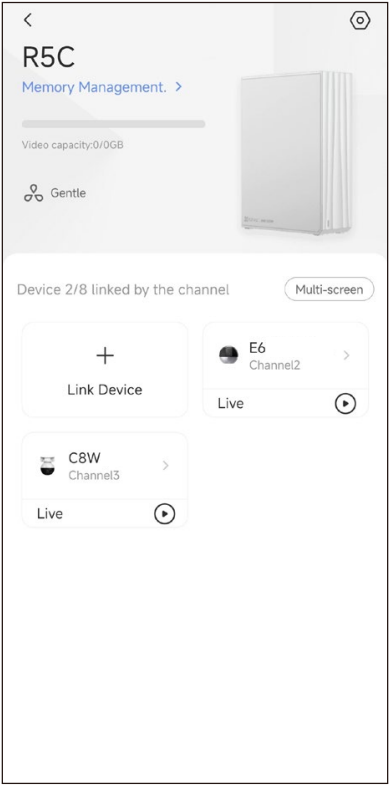 R5C
Memory Management. >
Video capacity:0/0GB
Gentle
Device 2/8 linked by the channel
Multi-screen
Link Device
E6
Channel2
Live
C8W
Channel3
Live